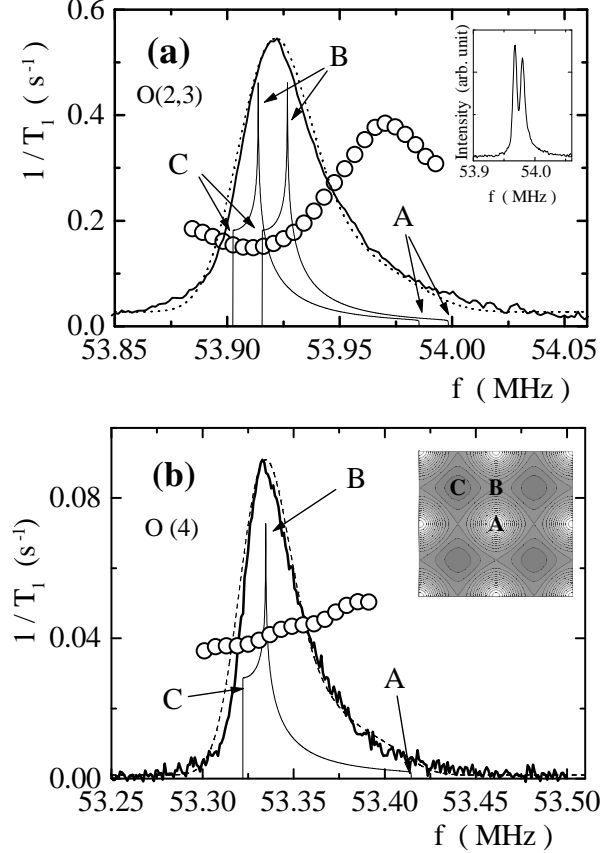 (a)
O(2,3)
B
C
A
1 / T1 ( s-1)
0.6
0.4
0.2
0.0
53.85 53.90 53.95 54.00 54.05
f ( MHz )
Intensity (arb. unit)
53.9 54.0
f ( MHz )
(b)
O (4)
B
C
A
1 / T1 (s-1)
0.08
0.04
0.00
53.25 53.30 53.35 53.40 53.45 53.50
f ( MHz )
C B
A